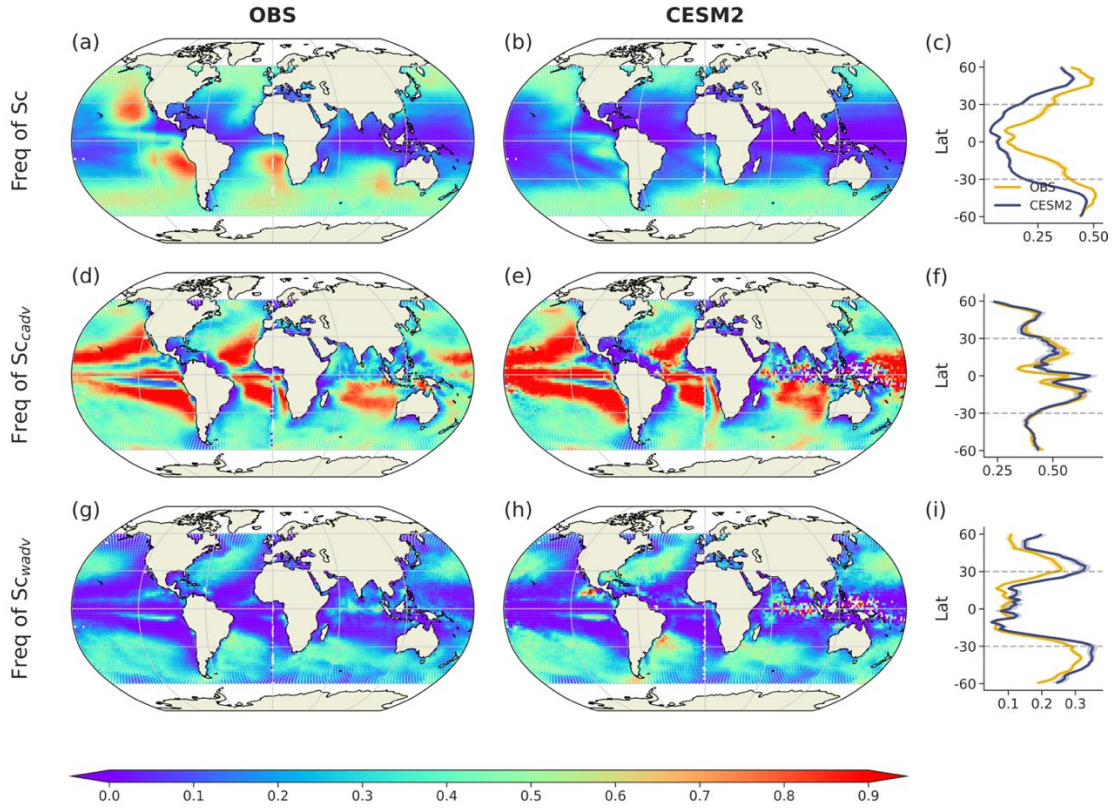 OBS
CESM2
Freq of Sc
(a)
(b)
(c)
60
30
0
-30
-60
Lat
OBS
CESM2
0.25
0.50
Freq of Sc_cadv
(d)
(e)
(f)
60
30
0
-30
-60
Lat
0.25
0.50
Freq of Sc_wadv
(g)
(h)
(i)
60
30
0
-30
-60
Lat
0.1
0.2
0.3
0.0
0.1
0.2
0.3
0.4
0.5
0.6
0.7
0.8
0.9